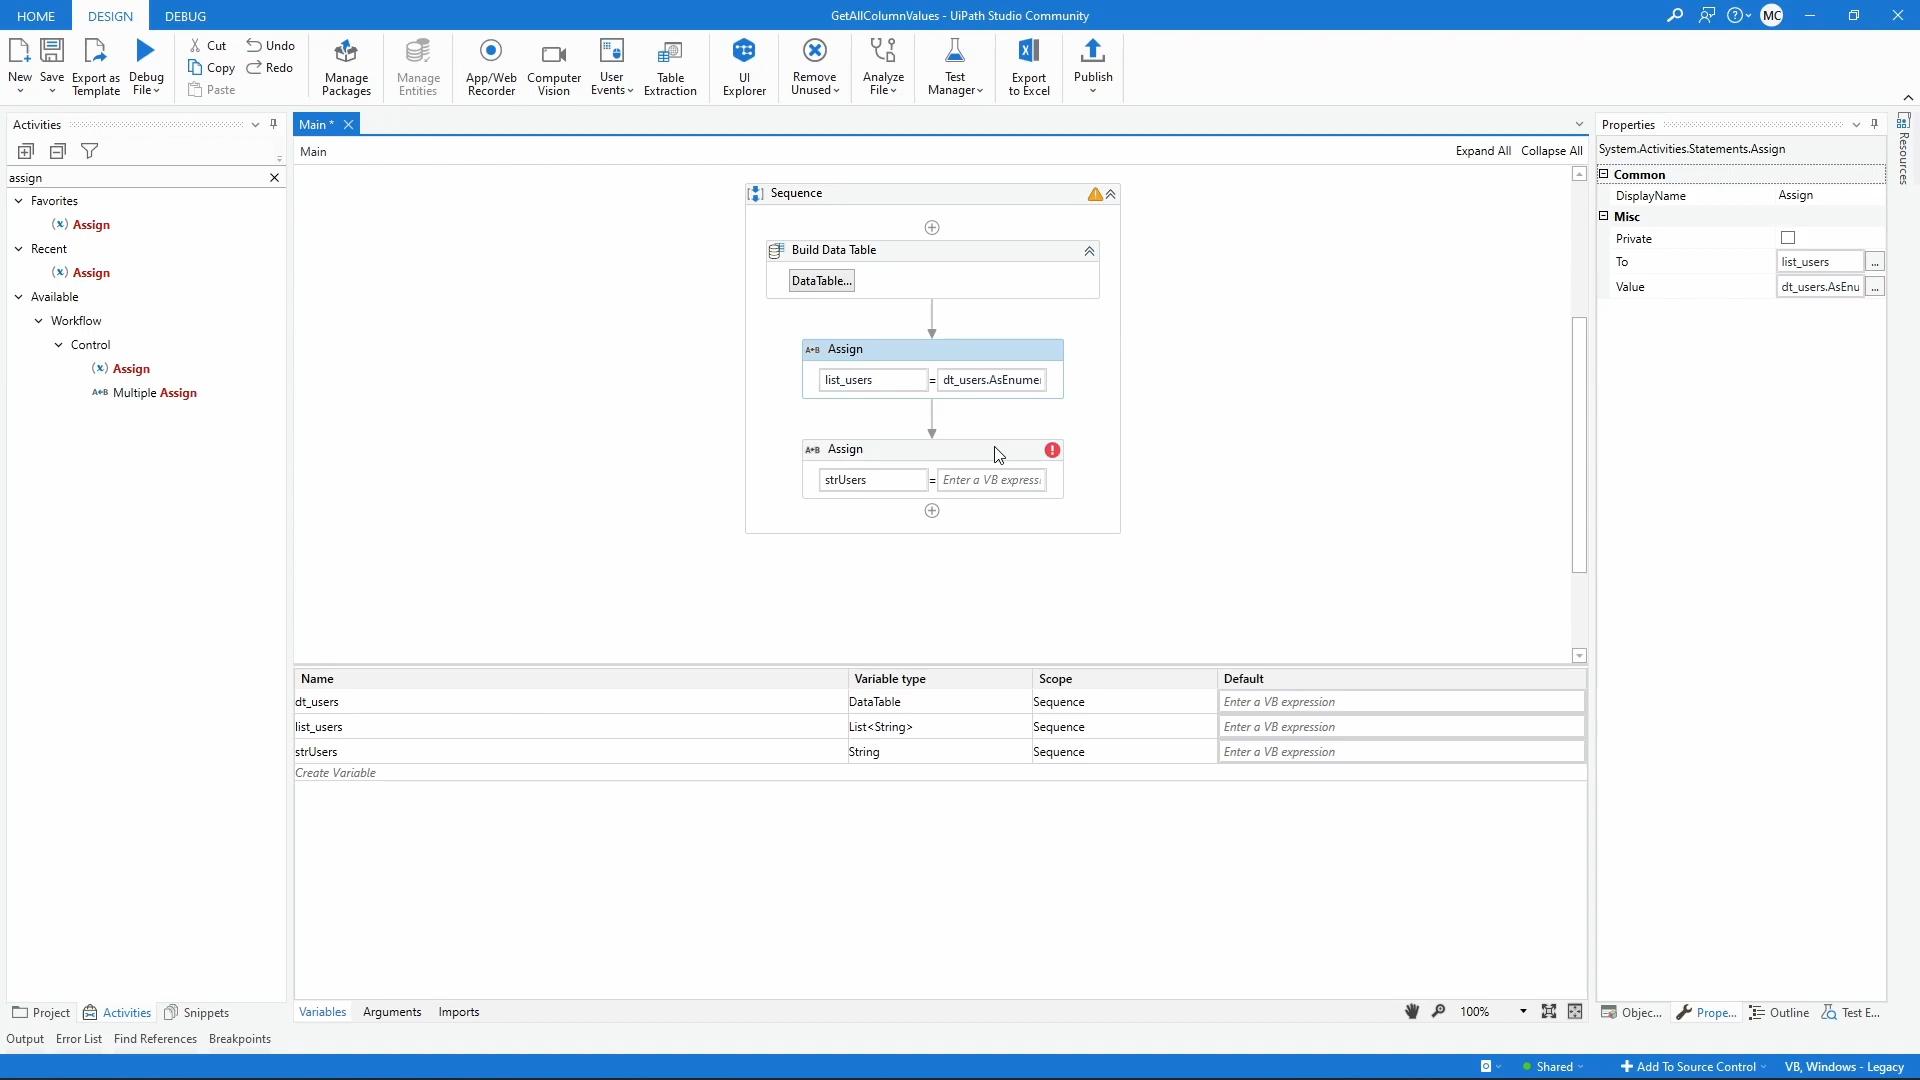 HOME DESIGN DEBUG
GetAllColumnValues - UiPath Studio Community
MC
New
Save
Export as
Template
Debug
File
Cut
Copy
Paste
Undo
Redo
Manage
Packages
Manage
Entities
App/Web
Recorder
Computer
Vision
User
Events
Table
Extraction
UI
Explorer
Remove
Unused
Analyze
File
Test
Manager
Export
to Excel
Publish
Activities
assign
Favorites
Assign
Recent
Assign
Available
Workflow
Control
Assign
Multiple Assign
Main *
Main
Expand All Collapse All
Sequence
Build Data Table
DataTable...
A+B Assign
list_users = dt_users.AsEnumer
A+B Assign
strUsers = Enter a VB expressi
Name Variable type Scope Default
dt_users DataTable Sequence Enter a VB expression
list_users List<String> Sequence Enter a VB expression
strUsers String Sequence Enter a VB expression
Create Variable
Variables Arguments Imports
100%
Properties
System.Activities.Statements.Assign
Common
DisplayName Assign
Misc
Private
To list_users ...
Value dt_users.AsEnu ...
Resources
Project Activities Snippets
Objec... Prope... Outline Test E...
Output Error List Find References Breakpoints
Shared Add To Source Control VB, Windows - Legacy